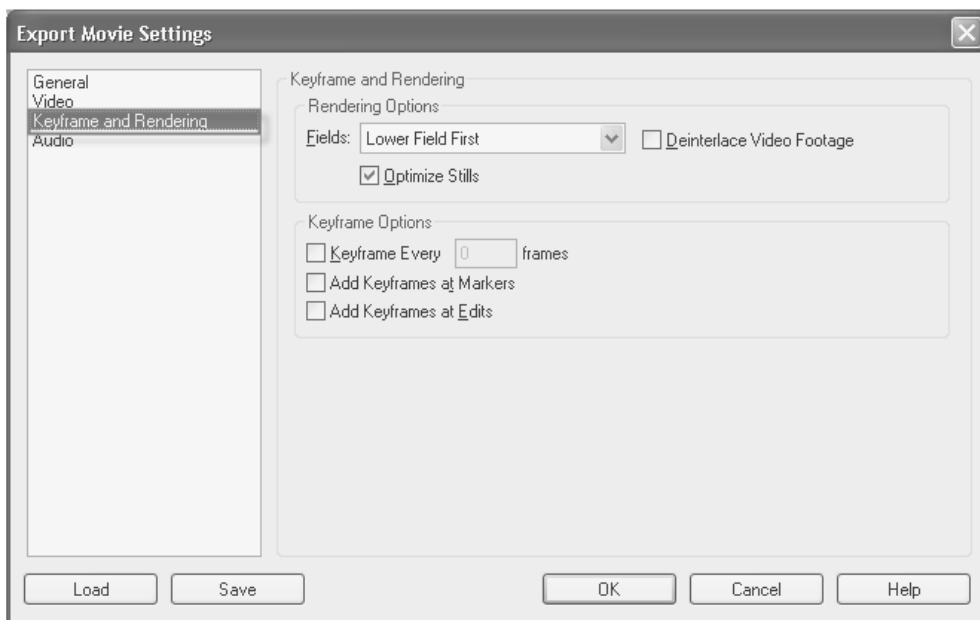 Export Movie Settings
General
Video
Keyframe and Rendering
Audio
Keyframe and Rendering
Rendering Options
Fields: Lower Field First
Deinterlace Video Footage
Optimize Stills
Keyframe Options
Keyframe Every 0 frames
Add Keyframes at Markers
Add Keyframes at Edits
Load Save OK Cancel Help